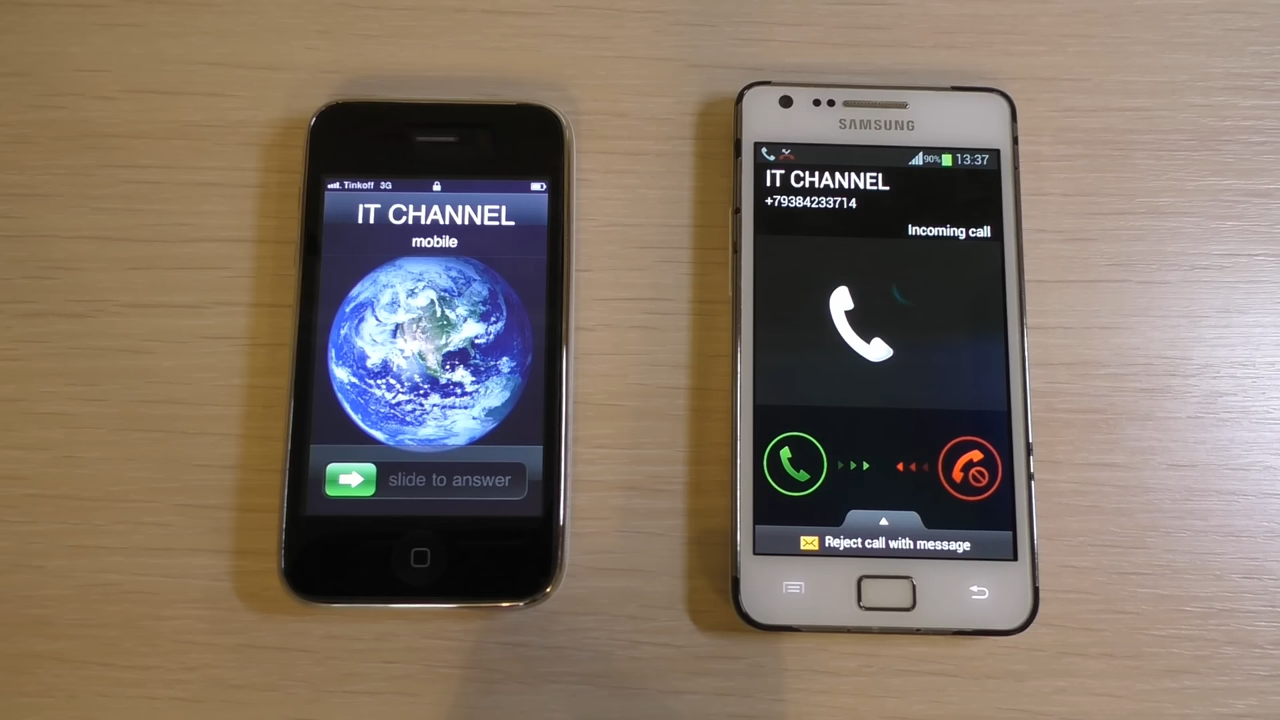 Tinkoff 3G
IT CHANNEL
mobile
slide to answer
SAMSUNG
90% 13:37
IT CHANNEL
+79384233714
Incoming call
Reject call with message